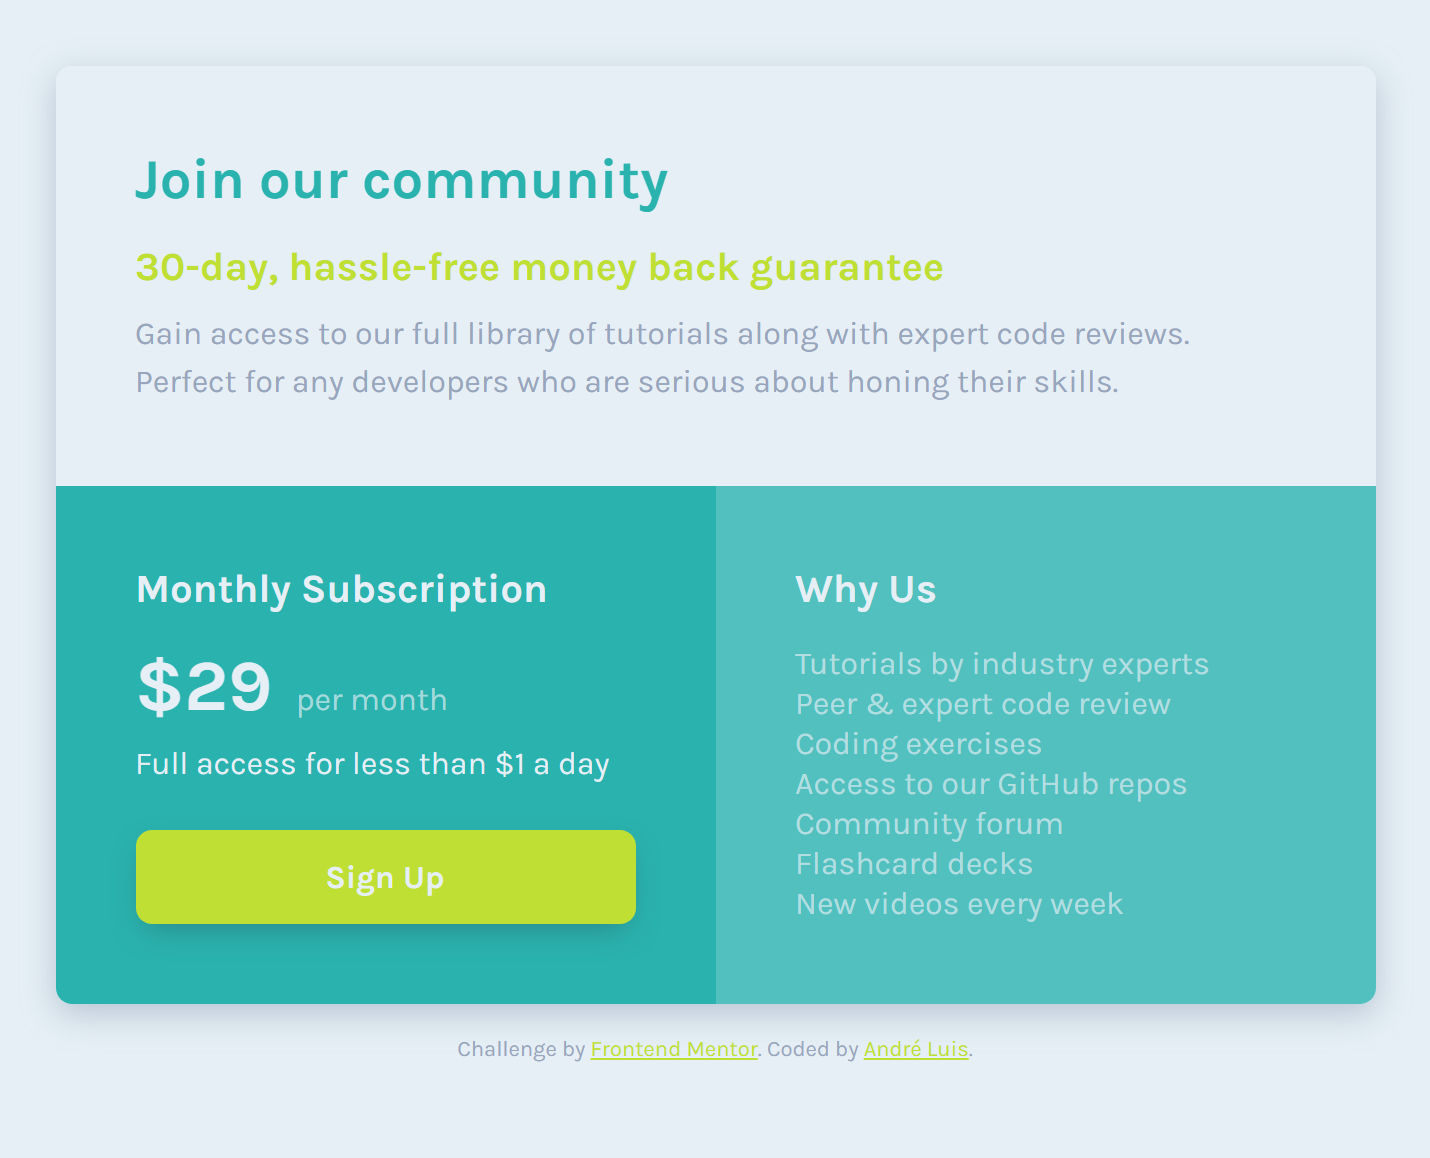 Join our community
30-day, hassle-free money back guarantee
Gain access to our full library of tutorials along with expert code reviews.
Perfect for any developers who are serious about honing their skills.
Monthly Subscription
$29 per month
Full access for less than $1 a day
Sign Up
Why Us
Tutorials by industry experts
Peer & expert code review
Coding exercises
Access to our GitHub repos
Community forum
Flashcard decks
New videos every week
Challenge by Frontend Mentor. Coded by André Luis.